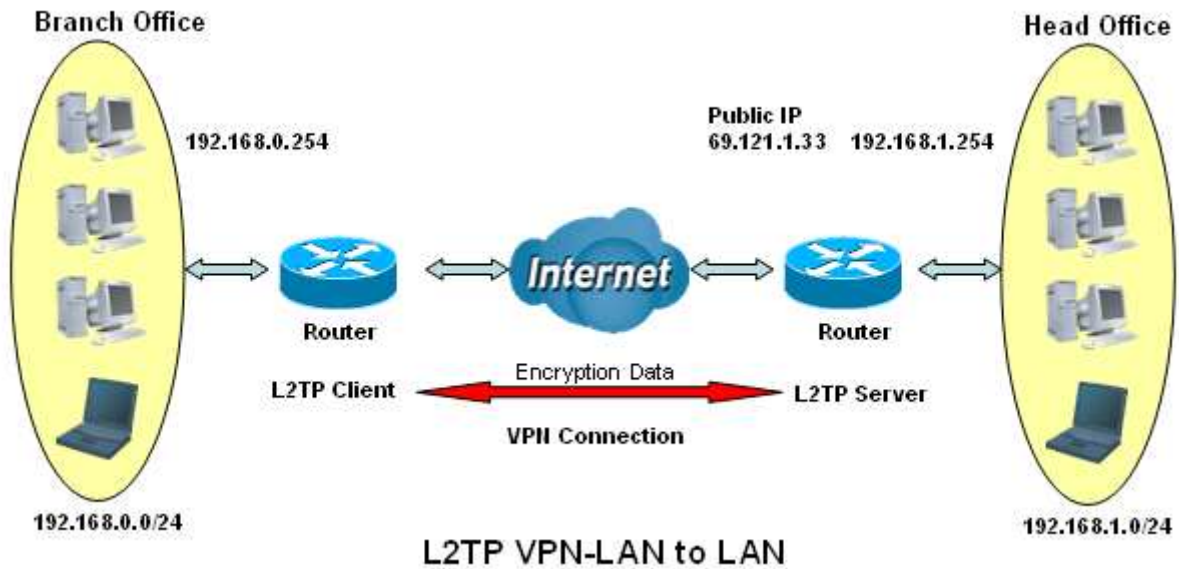 Branch Office
Head Office
192.168.0.254
Public IP
69.121.1.33
192.168.1.254
Internet
Router
Router
L2TP Client
Encryption Data
L2TP Server
VPN Connection
192.168.0.0/24
192.168.1.0/24
L2TP VPN-LAN to LAN